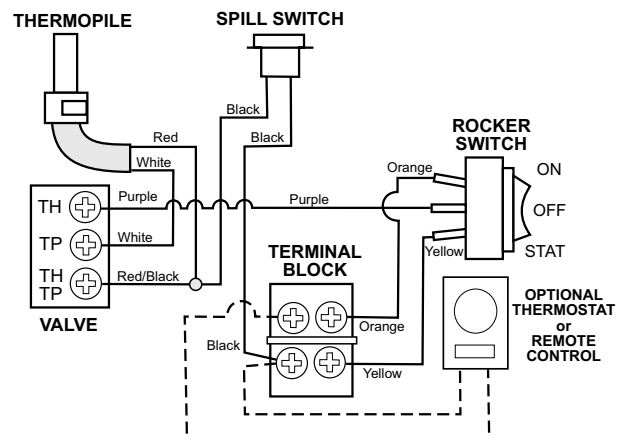 THERMOPILE
SPILL SWITCH
Black
Red
Black
ROCKER
SWITCH
White
Orange
ON
TH
Purple
Purple
OFF
TP
White
Yellow
STAT
TH
TP
Red/Black
TERMINAL
BLOCK
VALVE
Orange
OPTIONAL
THERMOSTAT
or
REMOTE
CONTROL
Black
Yellow